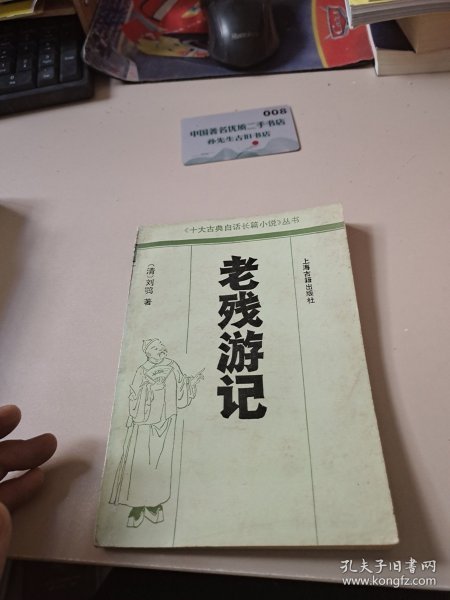 008
中国著名优质二手书店
孙先生古旧书店
《十大古典白话长篇小说》丛书
(清)刘鹗 著
老残游记
上海古籍出版社
孔夫子旧书网
www.kongfz.com